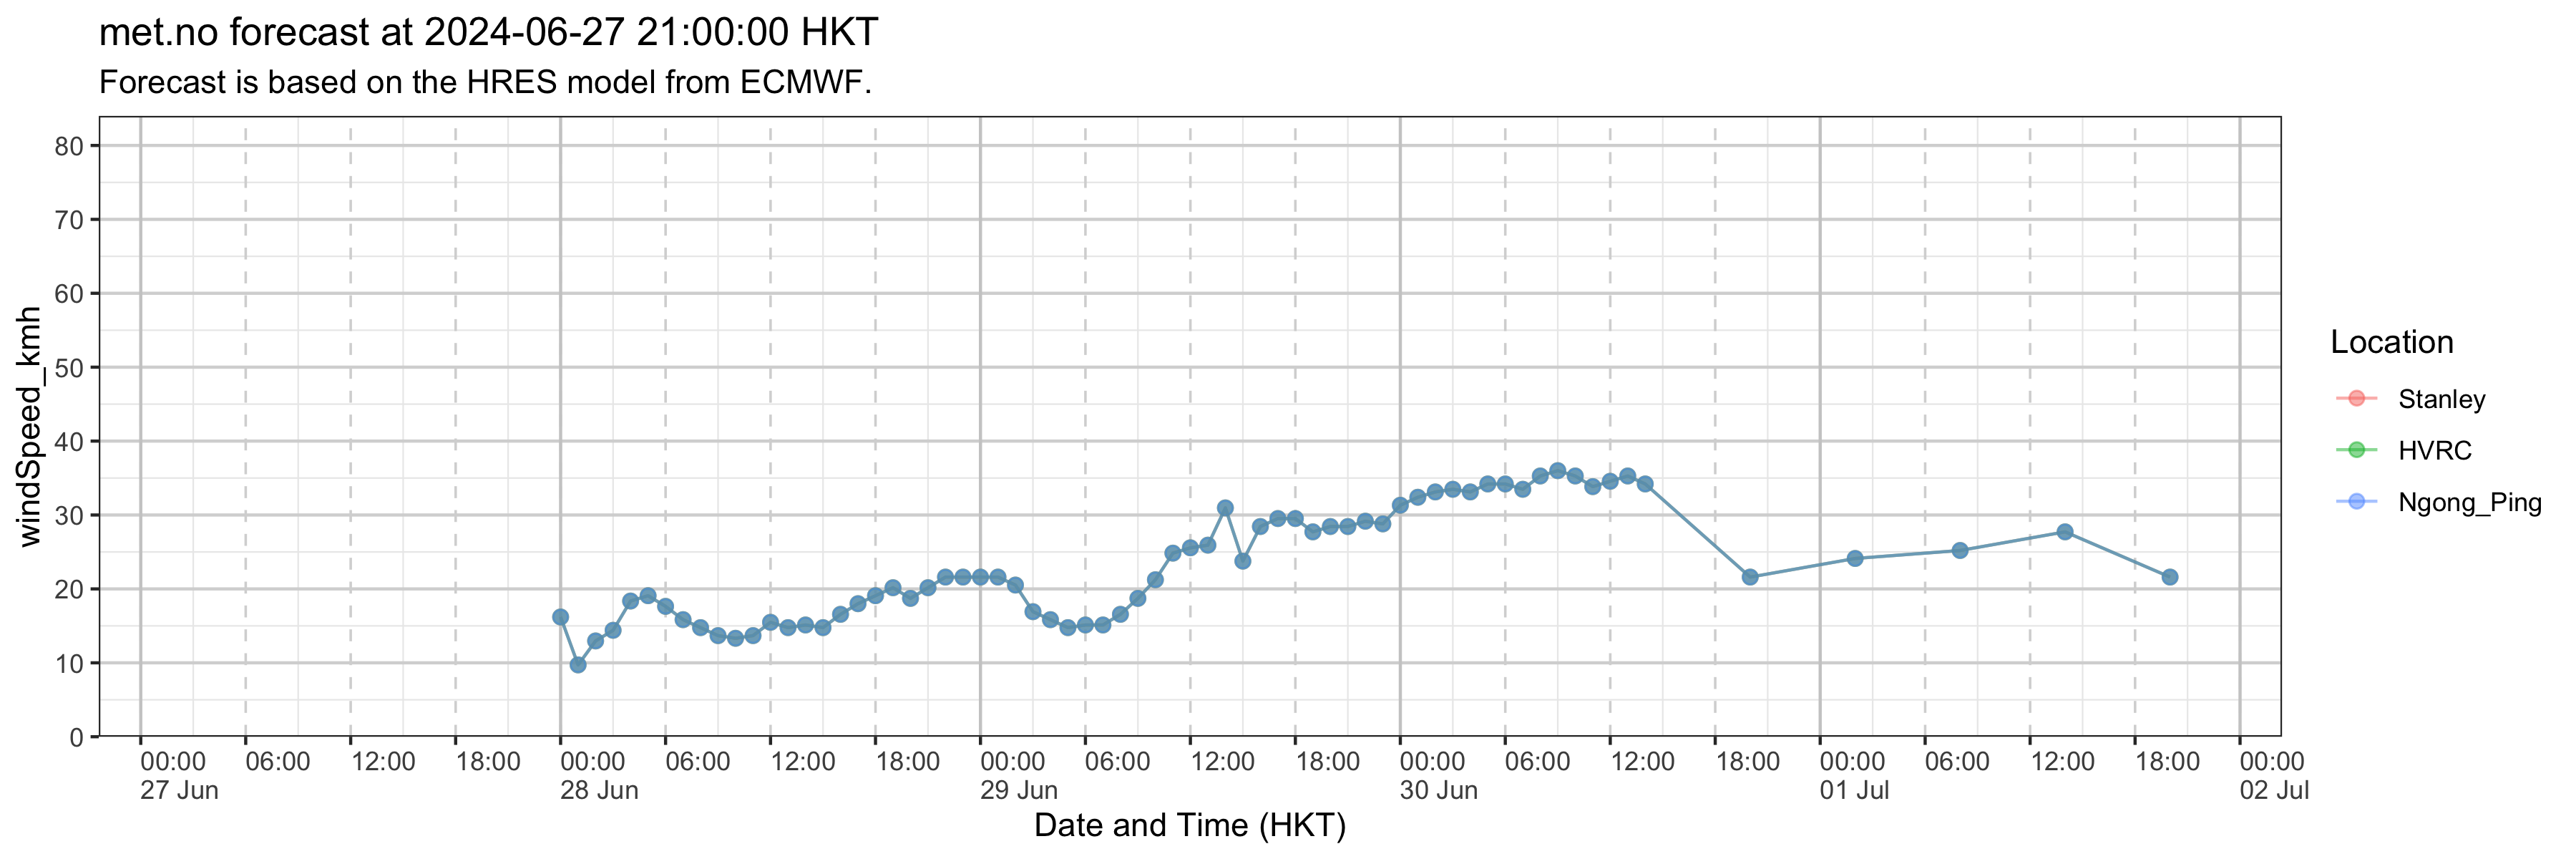 met.no forecast at 2024-06-27 21:00:00 HKT
Forecast is based on the HRES model from ECMWF.
windSpeed_kmh
80
70
60
50
40
30
20
10
0
00:00 06:00 12:00 18:00 00:00 06:00 12:00 18:00 00:00 06:00 12:00 18:00 00:00 06:00 12:00 18:00 00:00 06:00 12:00 18:00 00:00
27 Jun 28 Jun 29 Jun 30 Jun 01 Jul 02 Jul
Date and Time (HKT)
Location
Stanley
HVRC
Ngong_Ping